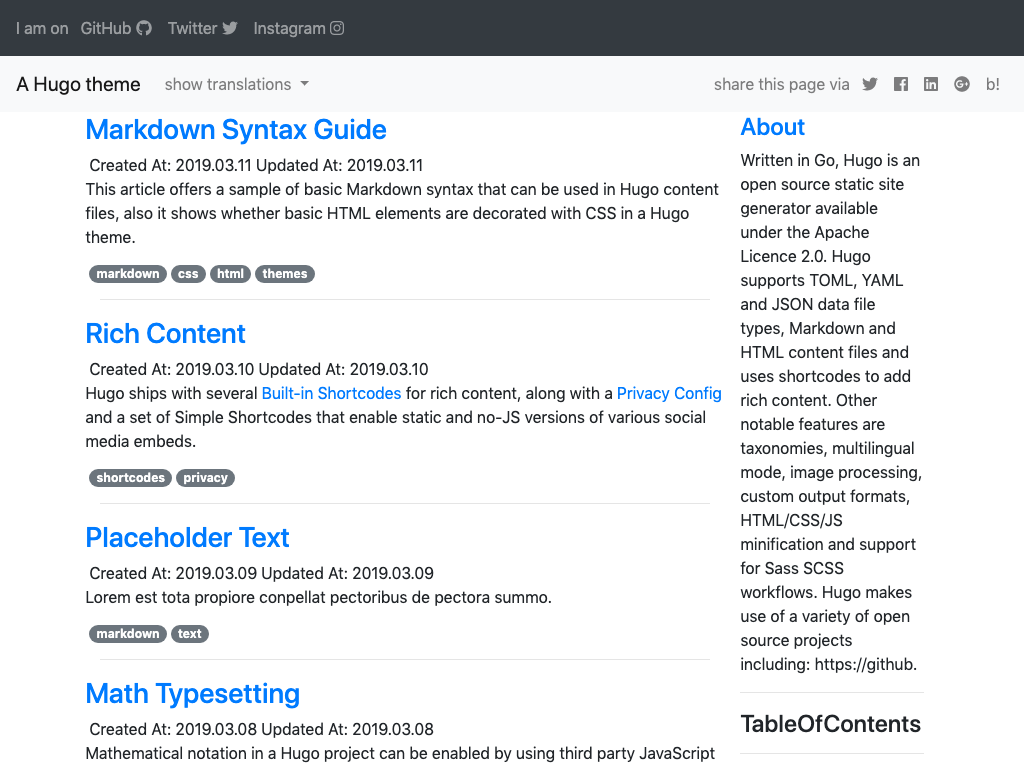 I am on GitHub Twitter Instagram
A Hugo theme show translations share this page via b!
Markdown Syntax Guide
Created At: 2019.03.11 Updated At: 2019.03.11
This article offers a sample of basic Markdown syntax that can be used in Hugo content
files, also it shows whether basic HTML elements are decorated with CSS in a Hugo
theme.
markdown css html themes
Rich Content
Created At: 2019.03.10 Updated At: 2019.03.10
Hugo ships with several Built-in Shortcodes for rich content, along with a Privacy Config
and a set of Simple Shortcodes that enable static and no-JS versions of various social
media embeds.
shortcodes privacy
Placeholder Text
Created At: 2019.03.09 Updated At: 2019.03.09
Lorem est tota propiore conpellat pectoribus de pectora summo.
markdown text
Math Typesetting
Created At: 2019.03.08 Updated At: 2019.03.08
Mathematical notation in a Hugo project can be enabled by using third party JavaScript
About
Written in Go, Hugo is an
open source static site
generator available
under the Apache
Licence 2.0. Hugo
supports TOML, YAML
and JSON data file
types, Markdown and
HTML content files and
uses shortcodes to add
rich content. Other
notable features are
taxonomies, multilingual
mode, image processing,
custom output formats,
HTML/CSS/JS
minification and support
for Sass SCSS
workflows. Hugo makes
use of a variety of open
source projects
including: https://github.
TableOfContents